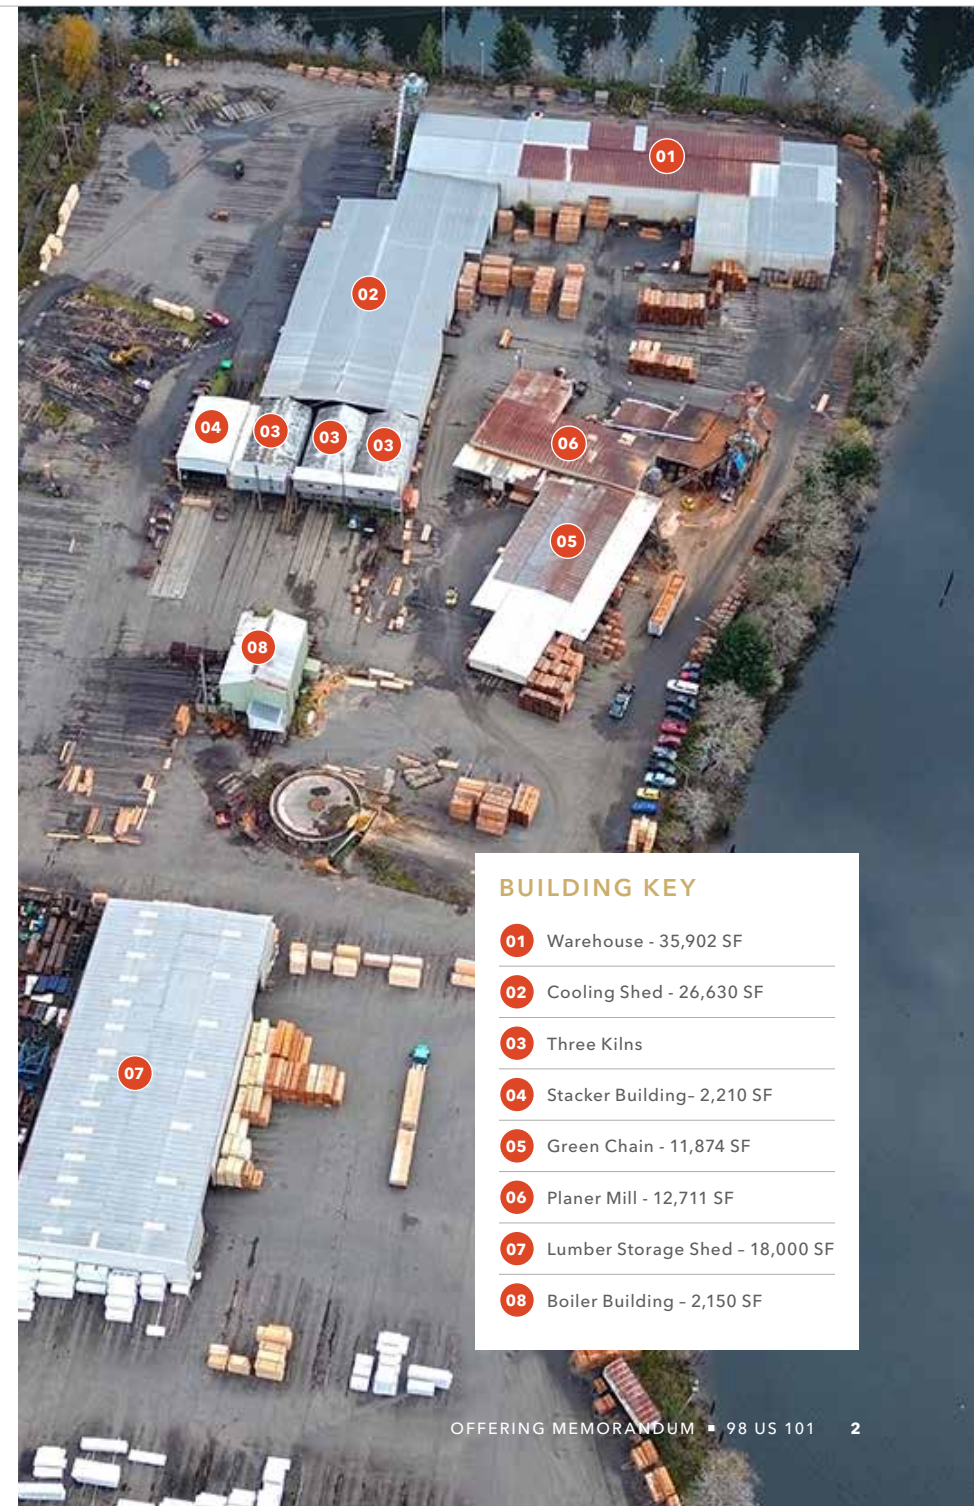 01
02
04
03
03
03
06
05
08
07
BUILDING KEY
01 Warehouse - 35,902 SF
02 Cooling Shed - 26,630 SF
03 Three Kilns
04 Stacker Building– 2,210 SF
05 Green Chain - 11,874 SF
06 Planer Mill - 12,711 SF
07 Lumber Storage Shed – 18,000 SF
08 Boiler Building – 2,150 SF
OFFERING MEMORANDUM ▪ 98 US 101 2